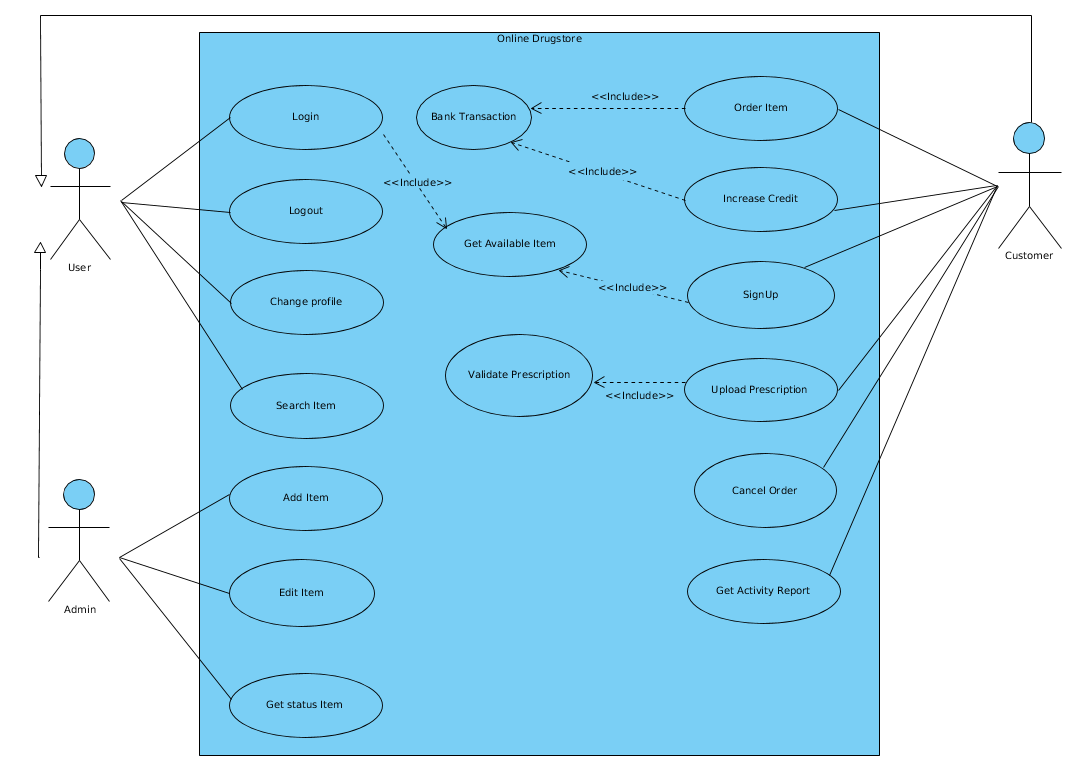 Online Drugstore
<<Include>>
Login
Bank Transaction
Order Item
<<Include>>
<<Include>>
Logout
Increase Credit
Get Available Item
User
Customer
<<Include>>
Change profile
SignUp
Validate Prescription
Upload Prescription
<<Include>>
Search Item
Add Item
Cancel Order
Edit Item
Get Activity Report
Admin
Get status Item